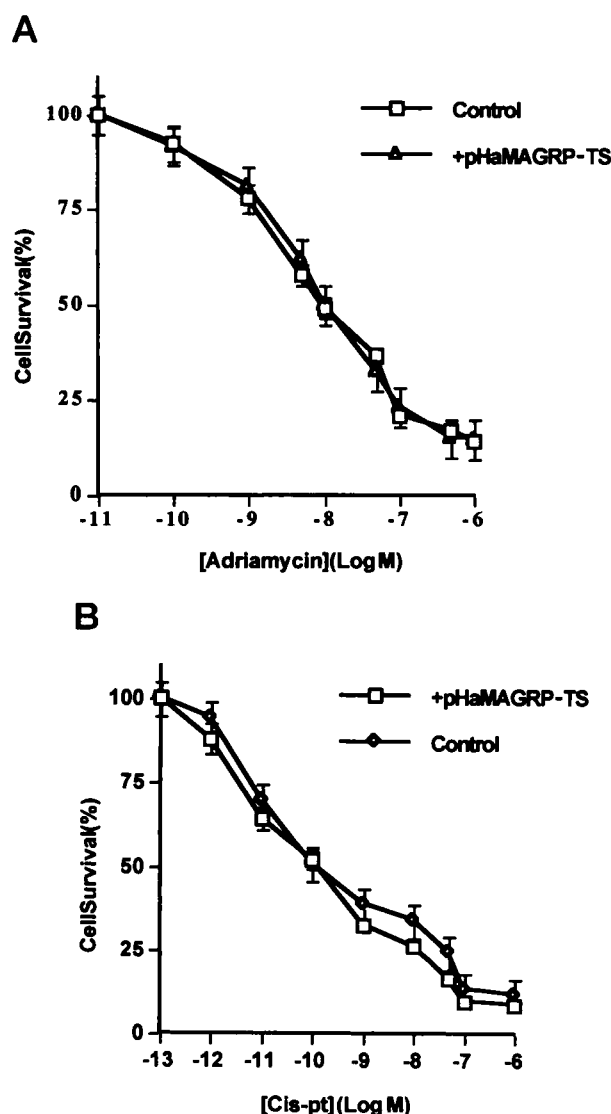 A
100
75
50
25
0
CellSurvival(%)
Control
+pHaMAGRP-TS
-11 -10 -9 -8 -7 -6
[Adriamycin](Log M)
B
100
75
50
25
0
CellSurvival(%)
+pHaMAGRP-TS
Control
-13 -12 -11 -10 -9 -8 -7 -6
[Cis-pt](Log M)